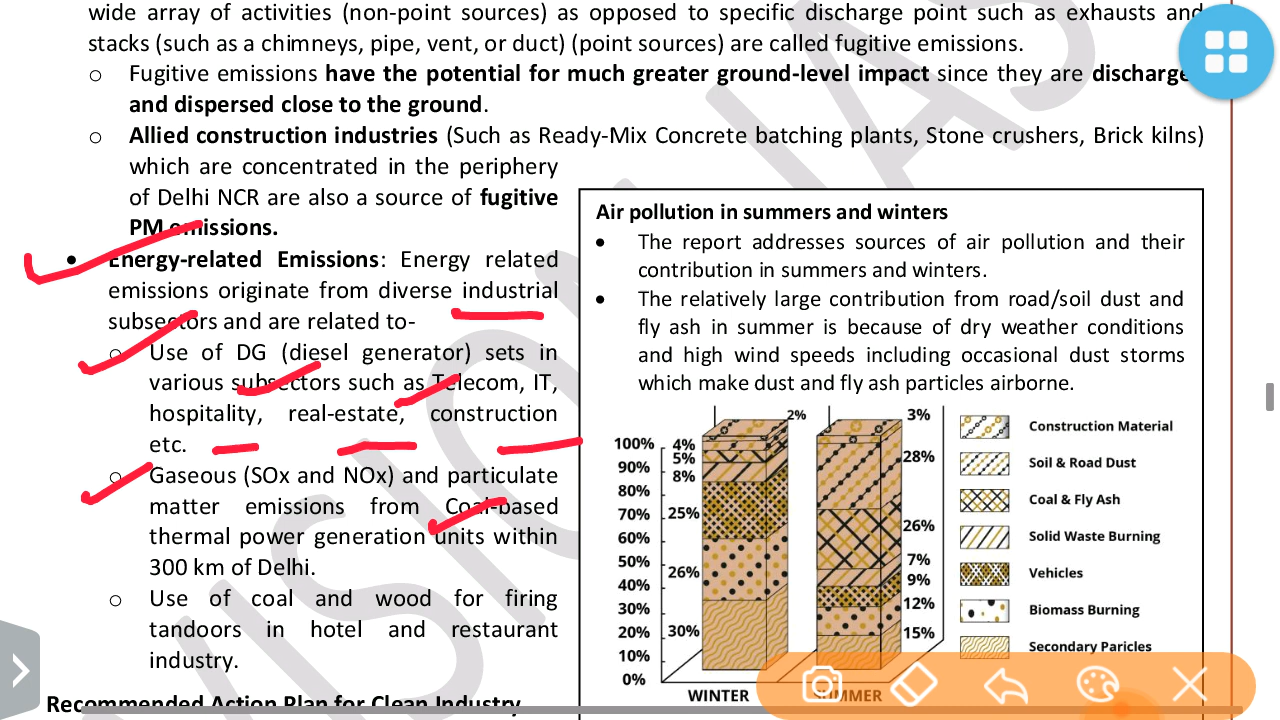 wide array of activities (non-point sources) as opposed to specific discharge point such as exhausts and
stacks (such as a chimneys, pipe, vent, or duct) (point sources) are called fugitive emissions.
o Fugitive emissions have the potential for much greater ground-level impact since they are discharge
and dispersed close to the ground.
o Allied construction industries (Such as Ready-Mix Concrete batching plants, Stone crushers, Brick kilns)
which are concentrated in the periphery
of Delhi NCR are also a source of fugitive
PM emissions.
• Energy-related Emissions: Energy related
emissions originate from diverse industrial
subsectors and are related to-
o Use of DG (diesel generator) sets in
various subsectors such as Telecom, IT,
hospitality, real-estate, construction
etc.
o Gaseous (SOx and NOx) and particulate
matter emissions from Coal-based
thermal power generation units within
300 km of Delhi.
o Use of coal and wood for firing
tandoors in hotel and restaurant
industry.
Recommended Action Plan for Clean Industry
Air pollution in summers and winters
• The report addresses sources of air pollution and their
contribution in summers and winters.
• The relatively large contribution from road/soil dust and
fly ash in summer is because of dry weather conditions
and high wind speeds including occasional dust storms
which make dust and fly ash particles airborne.
100%
90%
80%
70%
60%
50%
40%
30%
20%
10%
0%
2%
4%
5%
8%
25%
26%
30%
3%
28%
26%
7%
9%
12%
15%
WINTER
SUMMER
Construction Material
Soil & Road Dust
Coal & Fly Ash
Solid Waste Burning
Vehicles
Biomass Burning
Secondary Paricles
VISION IAS